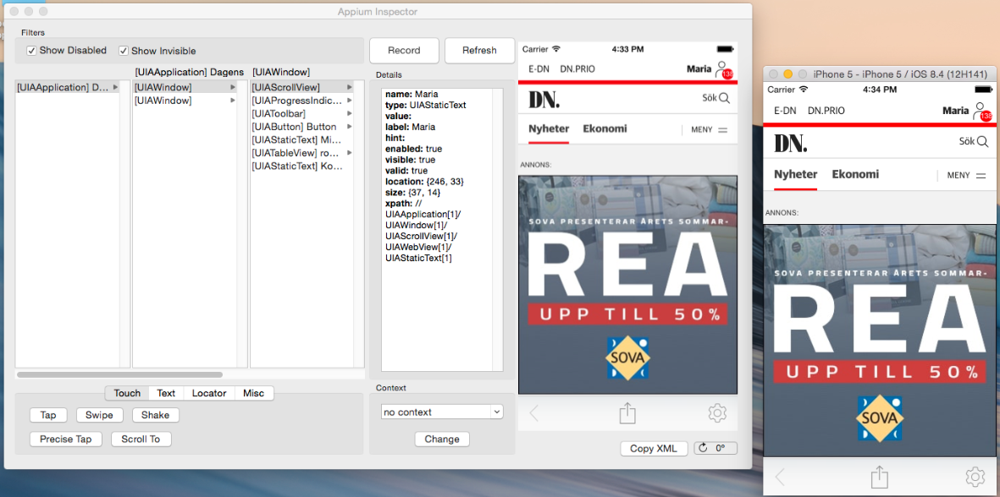 Appium Inspector
Filters
Show Disabled
Show Invisible
Record
Refresh
[UIAApplication] Dagens
[UIAWindow]
[UIAApplication] D...
[UIAWindow]
[UIAWindow]
[UIAScrollView]
[UIAProgressIndic...
[UIAToolbar]
[UIAButton] Button
[UIAStaticText] Mi...
[UIATableView] ro...
[UIAStaticText] Ko...
Details
name: Maria
type: UIAStaticText
value:
label: Maria
hint:
enabled: true
visible: true
valid: true
location: {246, 33}
size: {37, 14}
xpath: //
UIAApplication[1]/
UIAWindow[1]/
UIAScrollView[1]/
UIAWebView[1]/
UIAStaticText[1]
Touch
Text
Locator
Misc
Tap
Swipe
Shake
Precise Tap
Scroll To
Context
no context
Change
Carrier
4:33 PM
E-DN
DN.PRIO
Maria
138
DN.
Sök
Nyheter
Ekonomi
MENY
ANNONS:
SOVA PRESENTERAR ÅRETS SOMMAR-
REA
UPP TILL 50%
SOVA
Copy XML
0°
iPhone 5 - iPhone 5 / iOS 8.4 (12H141)
Carrier
4:34 PM
E-DN
DN.PRIO
Maria
138
DN.
Sök
Nyheter
Ekonomi
MENY
ANNONS:
SOVA PRESENTERAR ÅRETS SOMMAR-
REA
UPP TILL 50%
SOVA